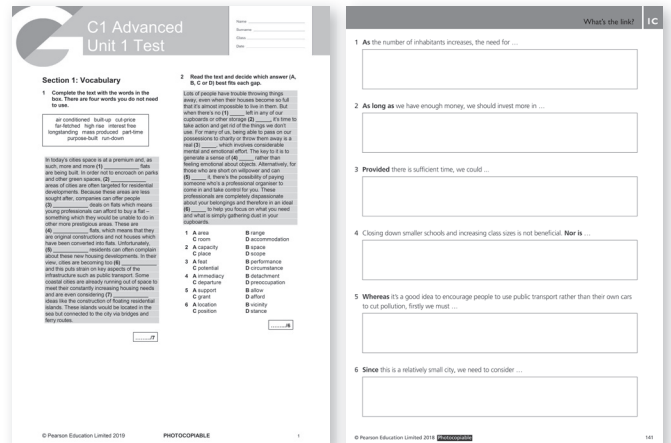 C1 Advanced
Unit 1 Test
Name
Surname
Class
Date
Section 1: Vocabulary
1 Complete the text with the words in the
box. There are four words you do not need
to use.
air conditioned built-up cut-price
far-fetched high rise interest free
longstanding mass produced part-time
purpose-built run-down
In today's cities space is at a premium and, as
such, more and more (1) ________ flats
are being built. In order not to encroach on parks
and other green spaces, (2) ________
areas of cities are often targeted for residential
developments. Because these areas are less
sought after, companies can offer people
(3) ________ deals on flats which means
young professionals can afford to buy a flat –
something which they would be unable to do in
other more prestigious areas. These are
(4) ________ flats, which means that they
are original constructions and not houses which
have been converted into flats. Unfortunately,
(5) ________ residents can often complain
about these new housing developments. In their
view, cities are becoming too (6) ________
and this puts strain on key aspects of the
infrastructure such as public transport. Some
coastal cities are already running out of space to
meet their constantly increasing housing needs
and are even considering (7) ________
ideas like the construction of floating residential
islands. These islands would be located in the
sea but connected to the city via bridges and
ferry routes.
........./7
2 Read the text and decide which answer (A,
B, C or D) best fits each gap.
Lots of people have trouble throwing things
away, even when their houses become so full
that it's almost impossible to live in them. But
when there's no (1) _____ left in any of our
cupboards or other storage (2) _____, it's time to
take action and get rid of the things we don't
use. For many of us, being able to pass on our
possessions to charity or throw them away is a
real (3) _____, which involves considerable
mental and emotional effort. The key to it is to
generate a sense of (4) _____ rather than
feeling emotional about objects. Alternatively, for
those who are short on willpower and can
(5) _____ it, there's the possibility of paying
someone who's a professional organiser to
come in and take control for you. These
professionals are completely dispassionate
about your belongings and therefore in an ideal
(6) _____ to help you focus on what you need
and what is simply gathering dust in your
cupboards.
1 A area B range
C room D accommodation
2 A capacity B space
C place D scope
3 A feat B performance
C potential D circumstance
4 A immediacy B detachment
C departure D preoccupation
5 A support B allow
C grant D afford
6 A location B vicinity
C position D stance
........./6
© Pearson Education Limited 2019 PHOTOCOPIABLE 1
What's the link? 1C
1 As the number of inhabitants increases, the need for …
2 As long as we have enough money, we should invest more in …
3 Provided there is sufficient time, we could …
4 Closing down smaller schools and increasing class sizes is not beneficial. Nor is …
5 Whereas it's a good idea to encourage people to use public transport rather than their own cars
to cut pollution, firstly we must …
6 Since this is a relatively small city, we need to consider …
© Pearson Education Limited 2018 Photocopiable 141